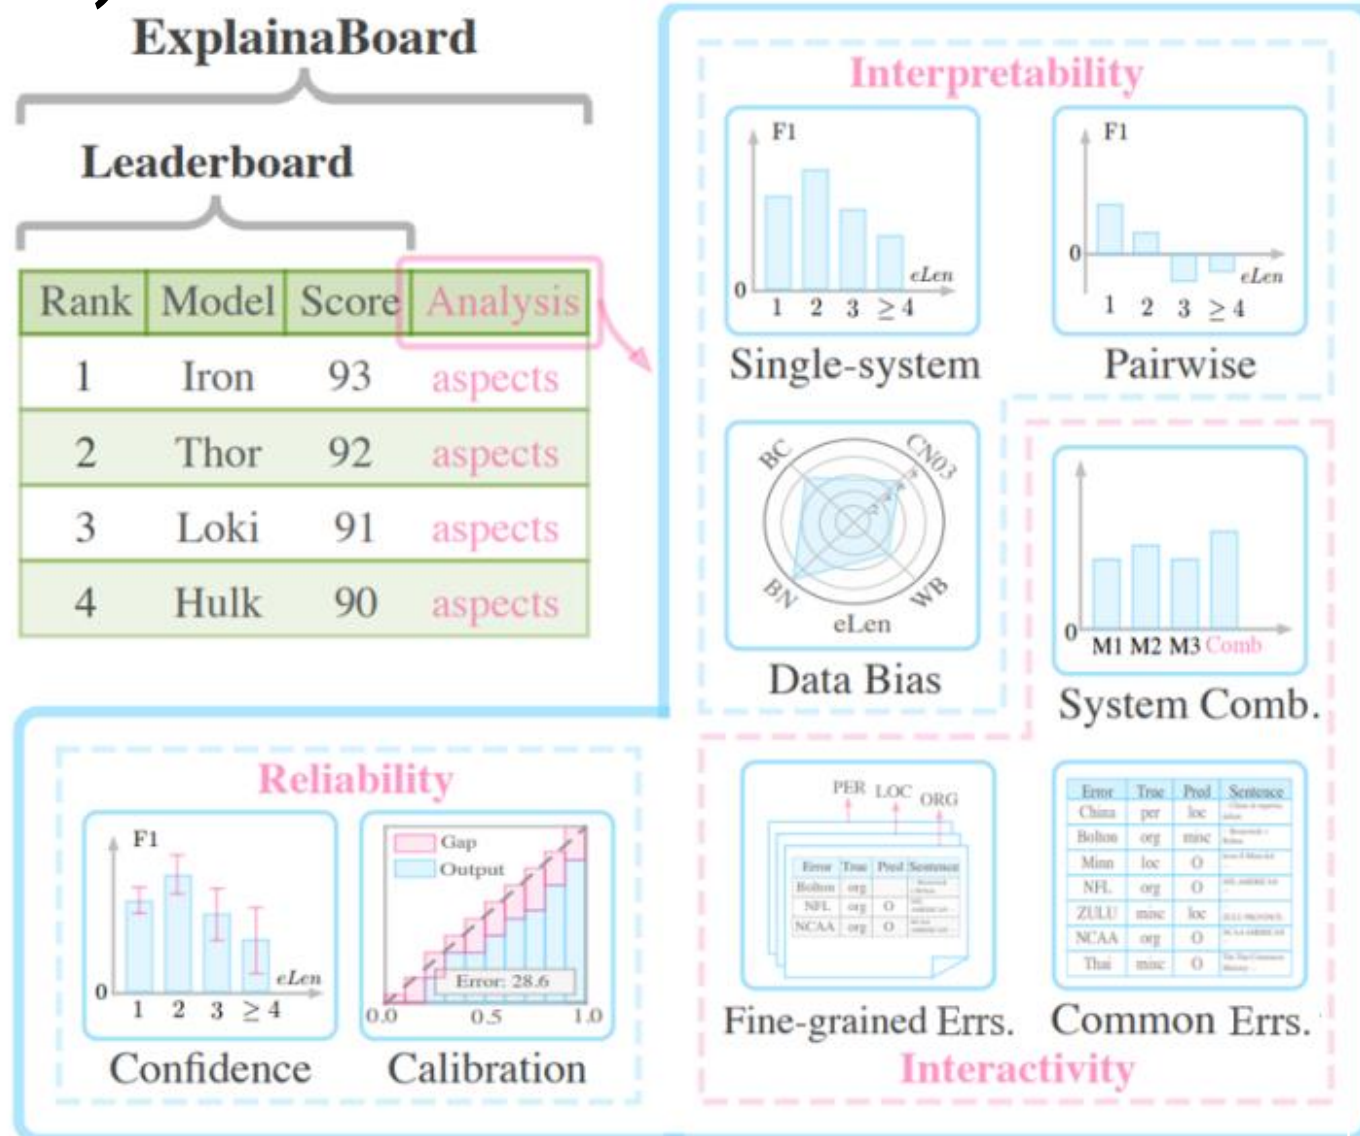 ExplainaBoard
Leaderboard
Rank Model Score Analysis
1 Iron 93 aspects
2 Thor 92 aspects
3 Loki 91 aspects
4 Hulk 90 aspects
Interpretability
F1
0
eLen
1 2 3 ≥ 4
Single-system
F1
0
eLen
1 2 3 ≥ 4
Pairwise
BC CN03
BN WB
eLen
Data Bias
0
M1 M2 M3 Comb
System Comb.
Reliability
F1
0
eLen
1 2 3 ≥ 4
Confidence
Gap
Output
Error: 28.6
0.0 0.5 1.0
Calibration
PER LOC ORG
Error True Pred Sentence
Bolton org
NFL org O
NCAA org O
Fine-grained Errs.
Error True Pred Sentence
China per loc
Bolton org misc
Minn loc O
NFL org O
ZULU misc loc
NCAA org O
Thai misc O
Common Errs.
Interactivity